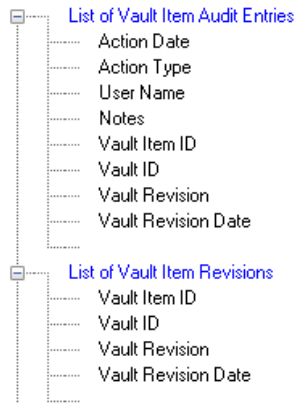 List of Vault Item Audit Entries
Action Date
Action Type
User Name
Notes
Vault Item ID
Vault ID
Vault Revision
Vault Revision Date
List of Vault Item Revisions
Vault Item ID
Vault ID
Vault Revision
Vault Revision Date